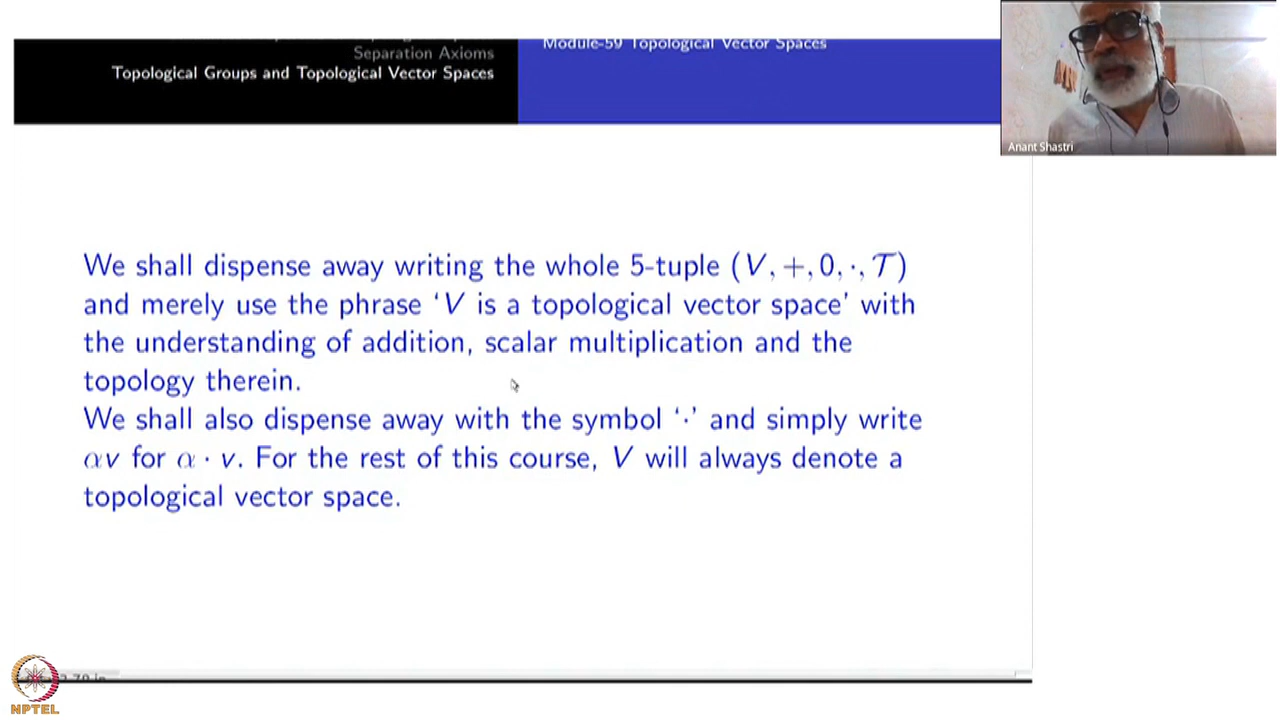 Separation Axioms
Topological Groups and Topological Vector Spaces
Module-59 Topological Vector Spaces
Anant Shastri
We shall dispense away writing the whole 5-tuple (V, +, 0, ·, 𝒯)
and merely use the phrase ‘V is a topological vector space’ with
the understanding of addition, scalar multiplication and the
topology therein.
We shall also dispense away with the symbol ‘·’ and simply write
αv for α · v. For the rest of this course, V will always denote a
topological vector space.
NPTEL